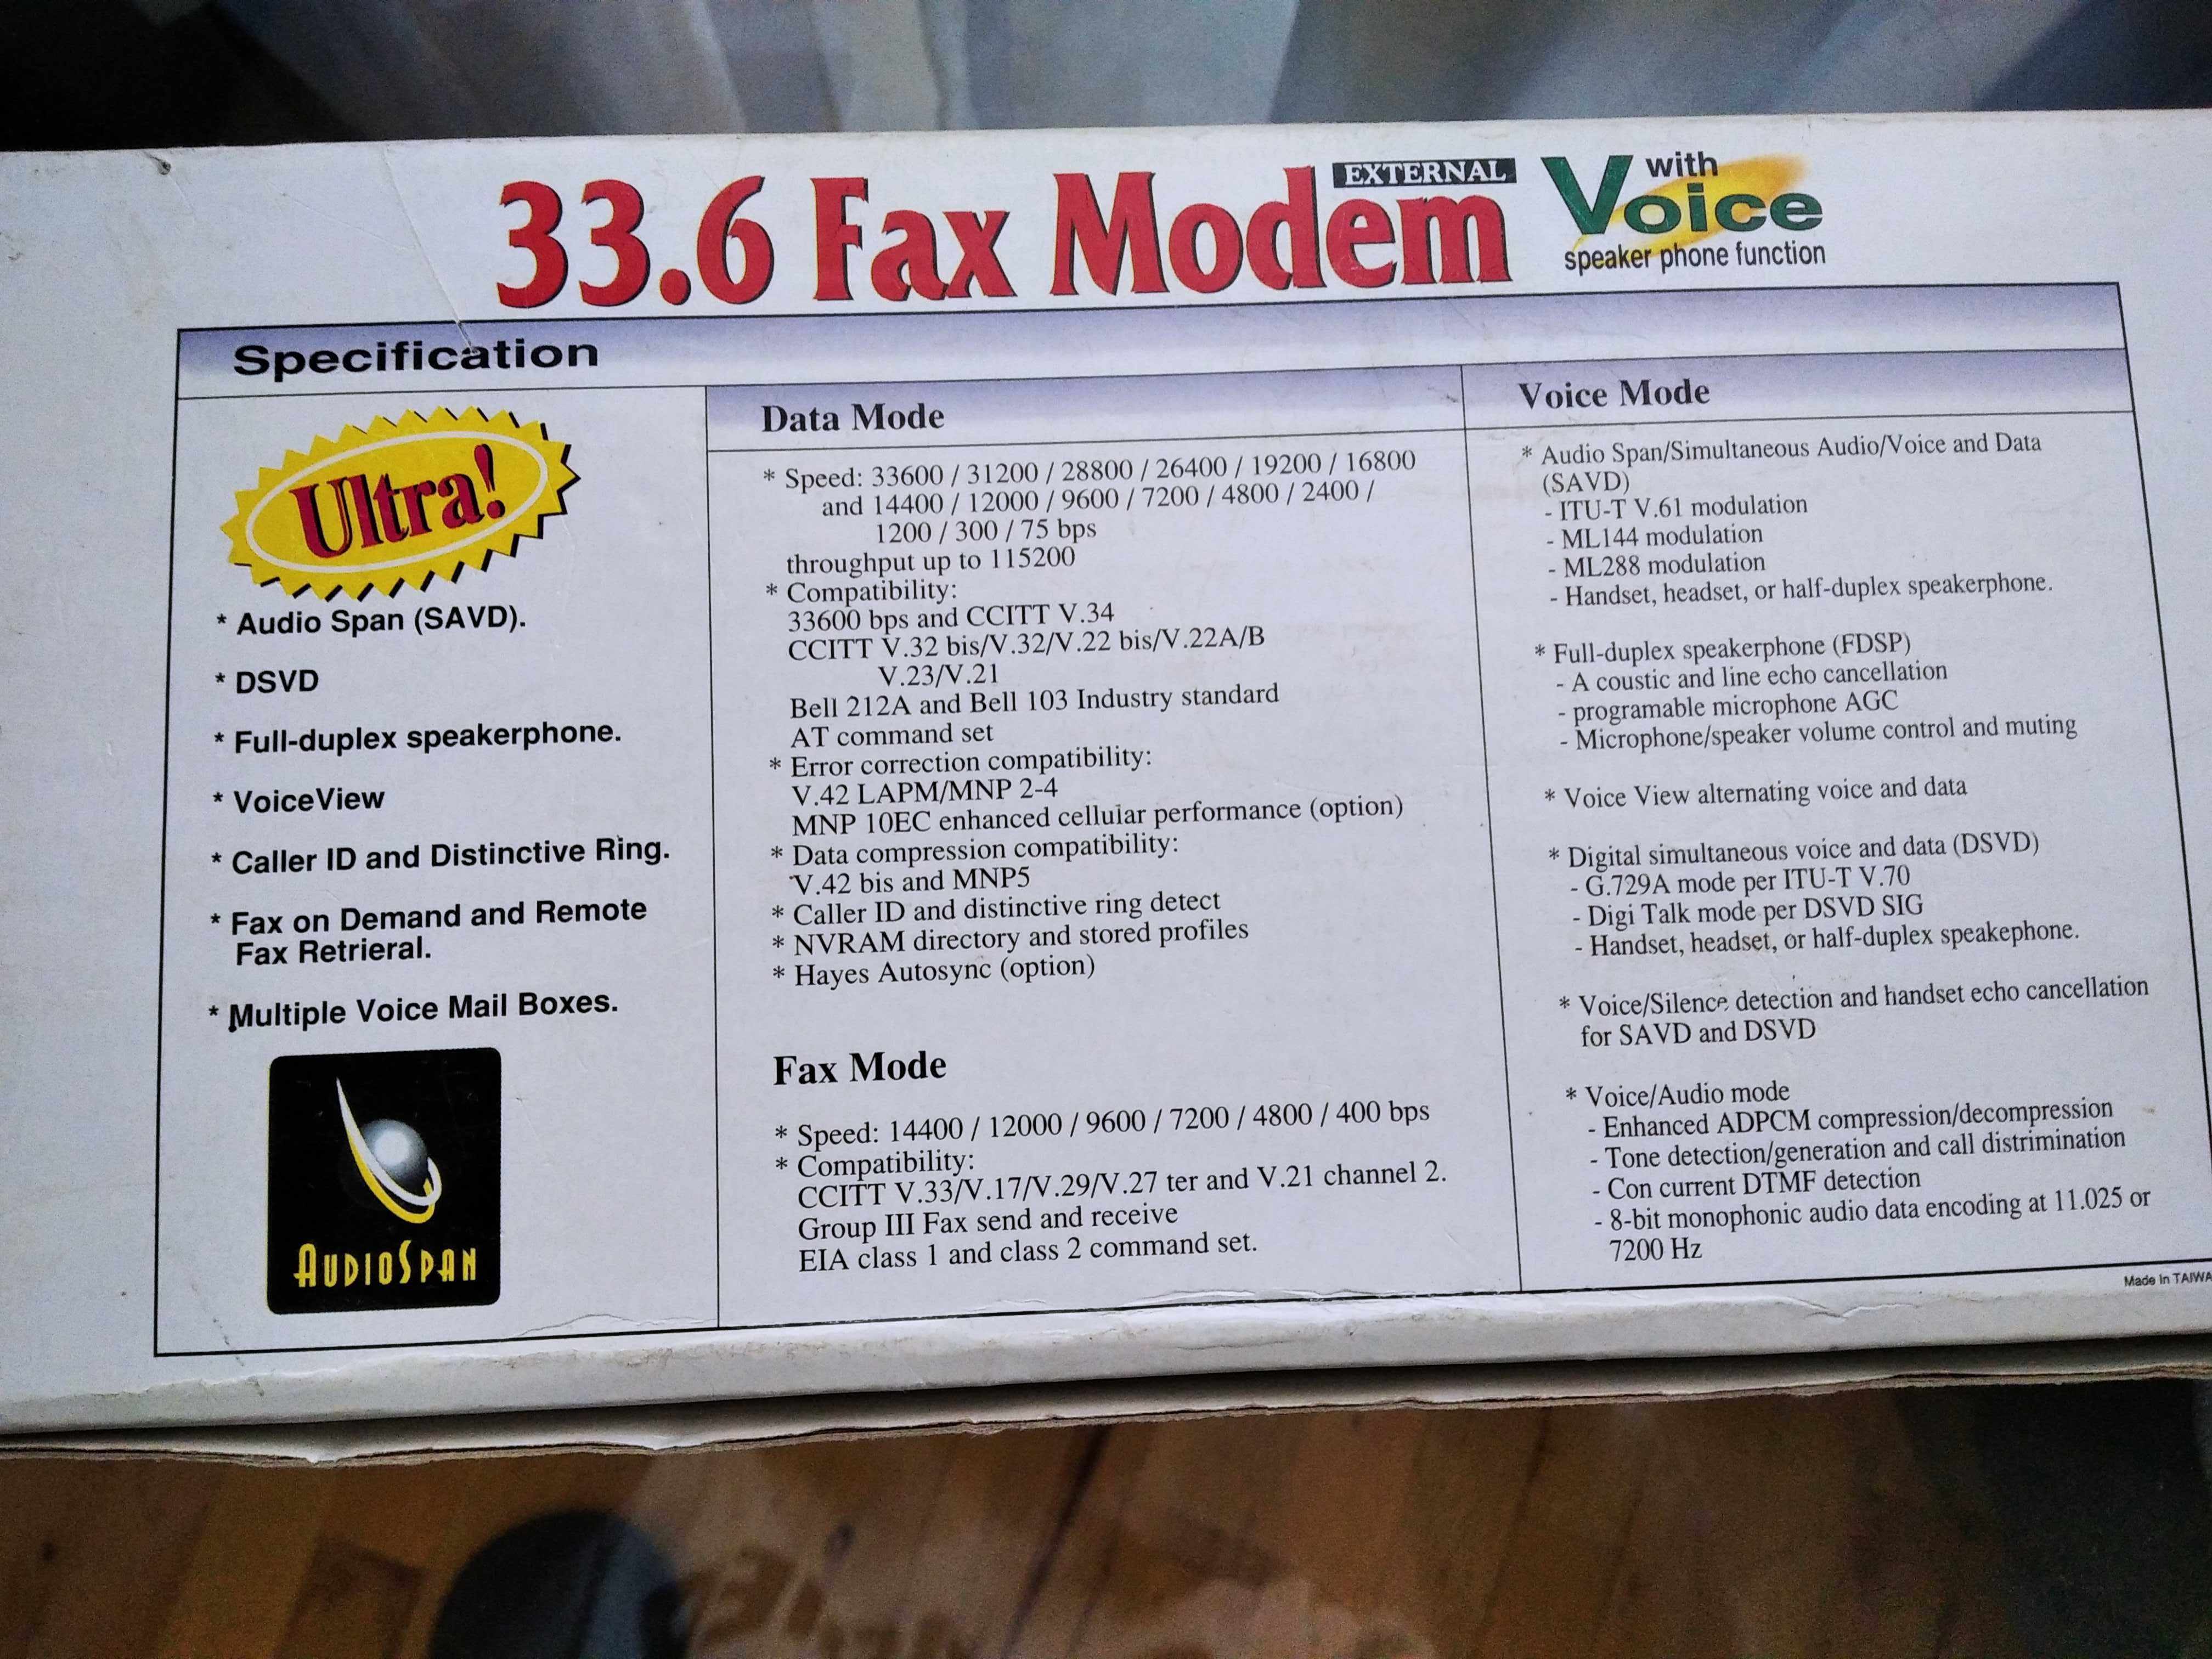 33.6 Fax Modem
EXTERNAL
with
Voice
speaker phone function
Specification
Ultra!
* Audio Span (SAVD).
* DSVD
* Full-duplex speakerphone.
* VoiceView
* Caller ID and Distinctive Ring.
* Fax on Demand and Remote
Fax Retrieral.
* Multiple Voice Mail Boxes.
AUDIOSPAN
Data Mode
* Speed: 33600 / 31200 / 28800 / 26400 / 19200 / 16800
and 14400 / 12000 / 9600 / 7200 / 4800 / 2400 /
1200 / 300 / 75 bps
throughput up to 115200
* Compatibility:
33600 bps and CCITT V.34
CCITT V.32 bis/V.32/V.22 bis/V.22A/B
V.23/V.21
Bell 212A and Bell 103 Industry standard
AT command set
* Error correction compatibility:
V.42 LAPM/MNP 2-4
MNP 10EC enhanced cellular performance (option)
* Data compression compatibility:
V.42 bis and MNP5
* Caller ID and distinctive ring detect
* NVRAM directory and stored profiles
* Hayes Autosync (option)
Fax Mode
* Speed: 14400 / 12000 / 9600 / 7200 / 4800 / 400 bps
* Compatibility:
CCITT V.33/V.17/V.29/V.27 ter and V.21 channel 2.
Group III Fax send and receive
EIA class 1 and class 2 command set.
Voice Mode
* Audio Span/Simultaneous Audio/Voice and Data
(SAVD)
- ITU-T V.61 modulation
- ML144 modulation
- ML288 modulation
- Handset, headset, or half-duplex speakerphone.
* Full-duplex speakerphone (FDSP)
- A coustic and line echo cancellation
- programable microphone AGC
- Microphone/speaker volume control and muting
* Voice View alternating voice and data
* Digital simultaneous voice and data (DSVD)
- G.729A mode per ITU-T V.70
- Digi Talk mode per DSVD SIG
- Handset, headset, or half-duplex speakephone.
* Voice/Silence detection and handset echo cancellation
for SAVD and DSVD
* Voice/Audio mode
- Enhanced ADPCM compression/decompression
- Tone detection/generation and call distrimination
- Con current DTMF detection
- 8-bit monophonic audio data encoding at 11.025 or
7200 Hz
Made In TAIWA